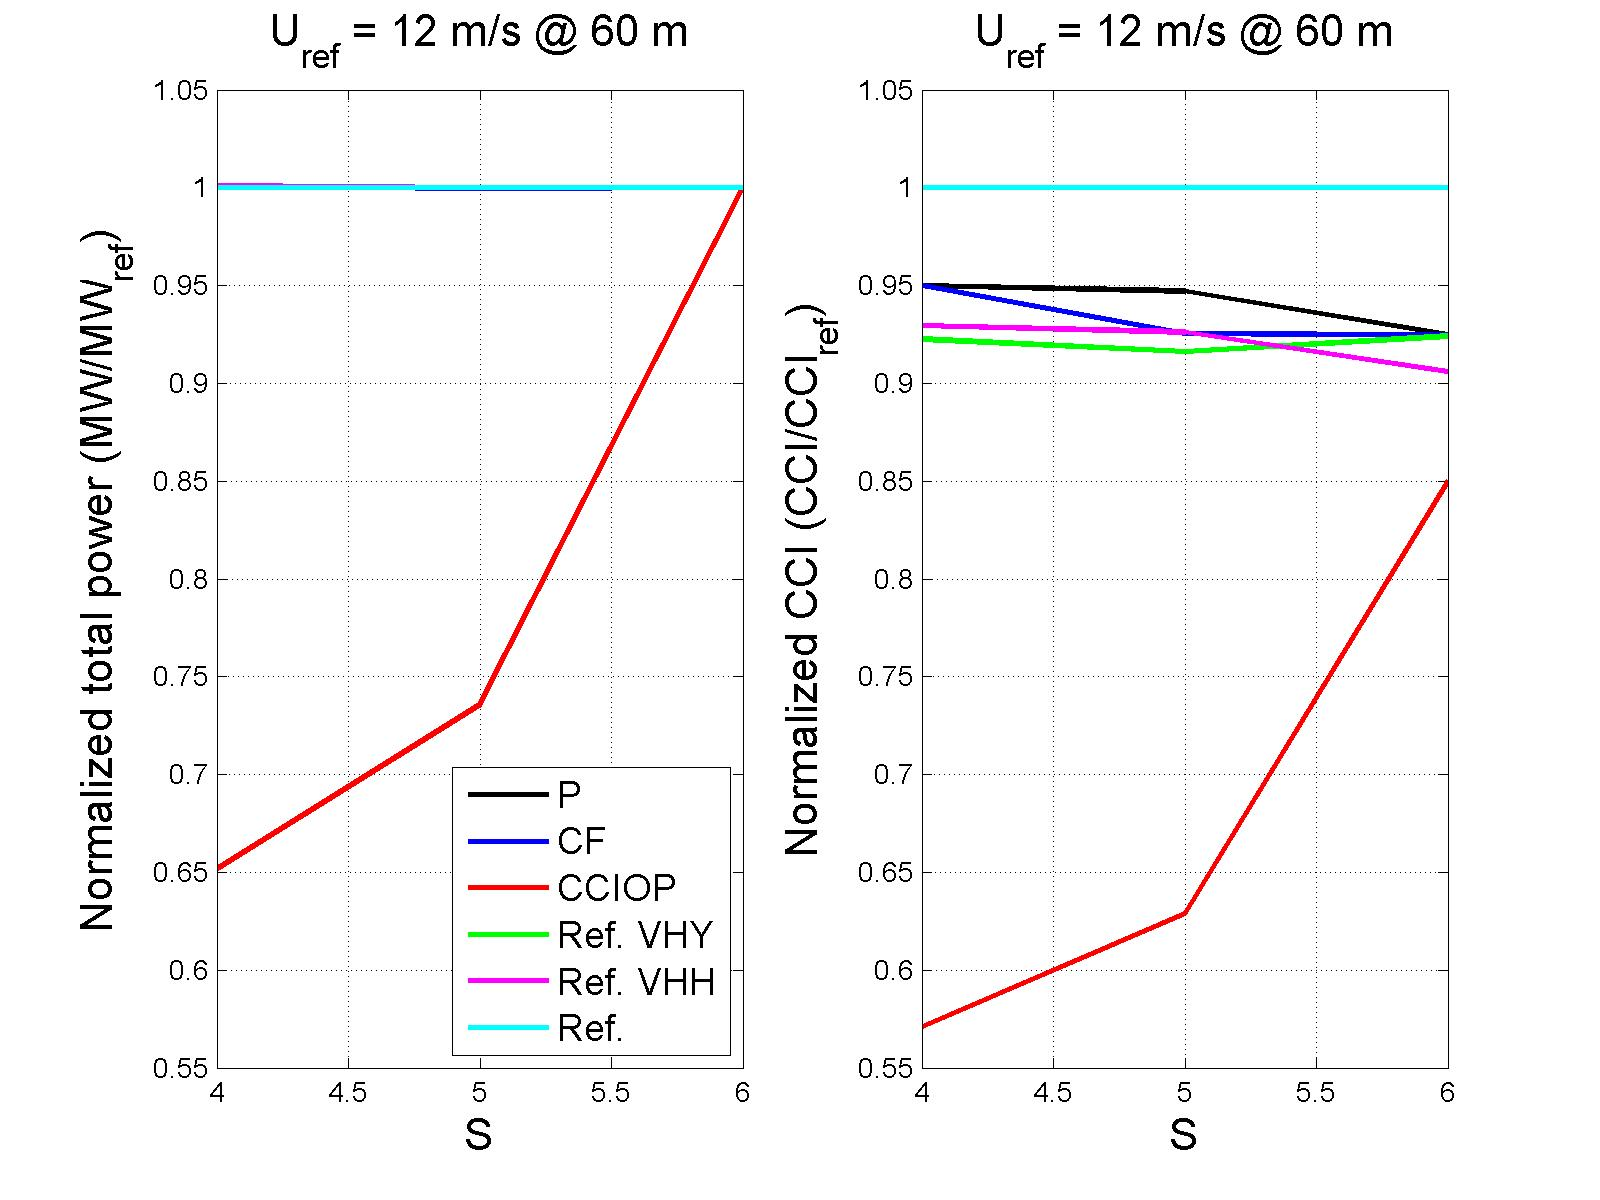 U_ref = 12 m/s @ 60 m
1.05
1
0.95
0.9
0.85
0.8
0.75
0.7
0.65
0.6
0.55
4
4.5
5
5.5
6
S
Normalized total power (MW/MW_ref)
P
CF
CCIOP
Ref. VHY
Ref. VHH
Ref.
U_ref = 12 m/s @ 60 m
1.05
1
0.95
0.9
0.85
0.8
0.75
0.7
0.65
0.6
0.55
4
4.5
5
5.5
6
S
Normalized CCI (CCI/CCI_ref)